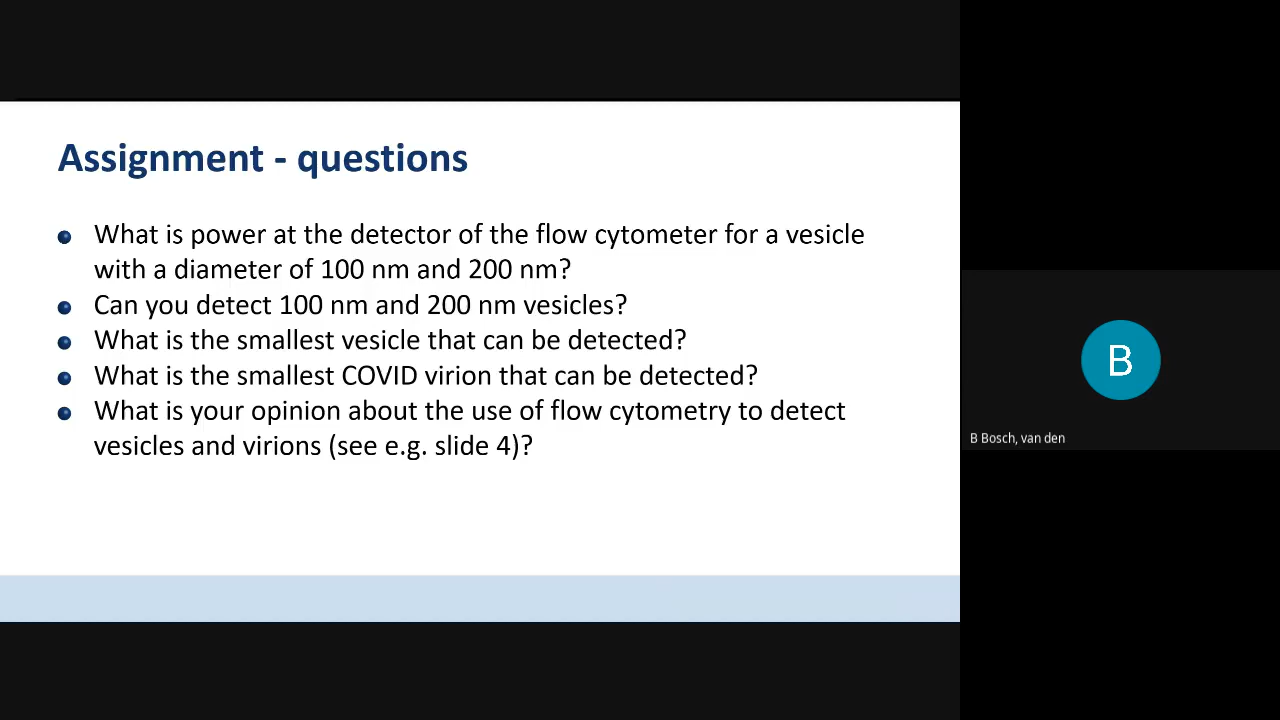 Assignment - questions
What is power at the detector of the flow cytometer for a vesicle
with a diameter of 100 nm and 200 nm?
Can you detect 100 nm and 200 nm vesicles?
What is the smallest vesicle that can be detected?
What is the smallest COVID virion that can be detected?
What is your opinion about the use of flow cytometry to detect
vesicles and virions (see e.g. slide 4)?
B
B Bosch, van den